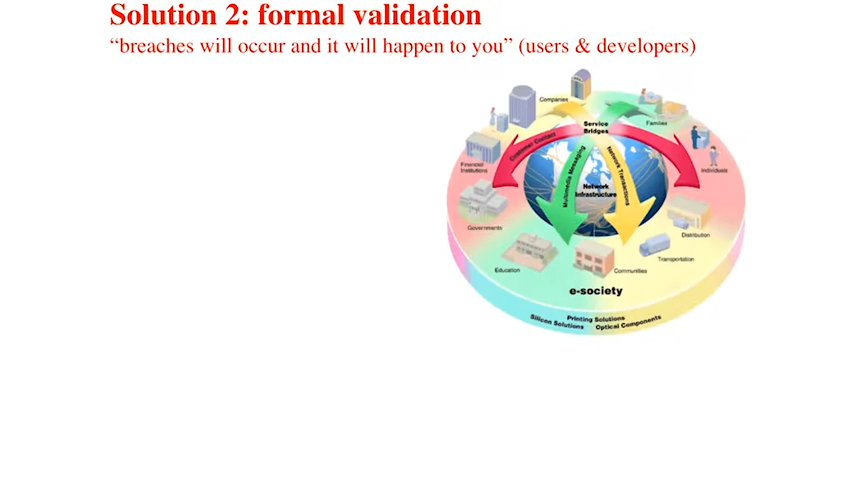 Solution 2: formal validation
“breaches will occur and it will happen to you” (users & developers)
Companies
Service
Bridges
Families
Customer Contact
Financial
Institutions
Individuals
Multimedia Messaging
Network Transactions
Network
Infrastructure
Governments
Distribution
Transportation
Education
Communities
e-society
Silicon Solutions
Printing Solutions
Optical Components